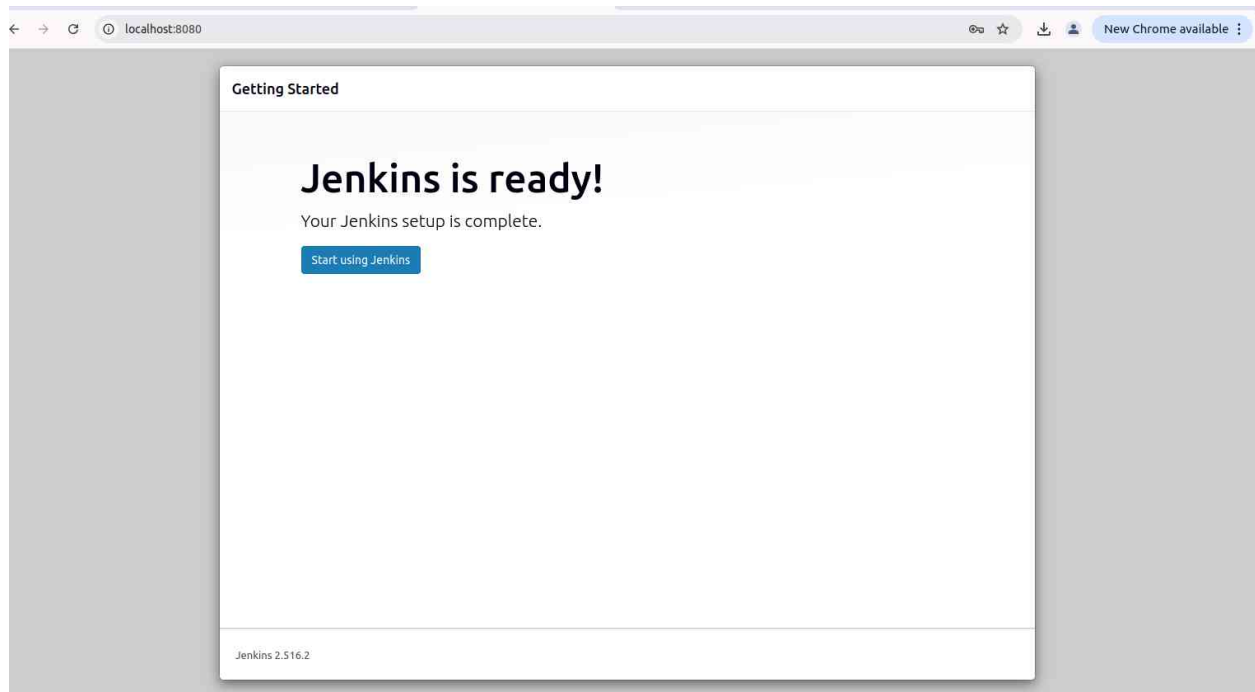 localhost:8080
New Chrome available
Getting Started
Jenkins is ready!
Your Jenkins setup is complete.
Start using Jenkins
Jenkins 2.516.2